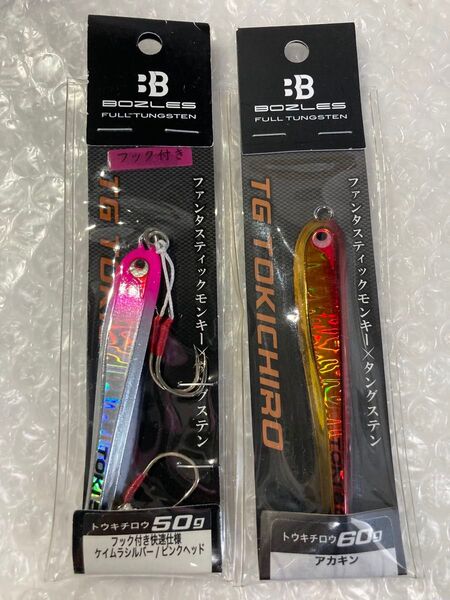 BB
BOZLES
FULL TUNGSTEN
フック付き
TG TOKICHIRO
ファンタスティックモンキー×タングステン
TOKI
トウキチロウ 50g
フック付き快速仕様
ケイムラシルバー/ピンクヘッド
BB
BOZLES
FULL TUNGSTEN
TG TOKICHIRO
ファンタスティックモンキー×タングステン
トウキチロウ 60g
アカキン